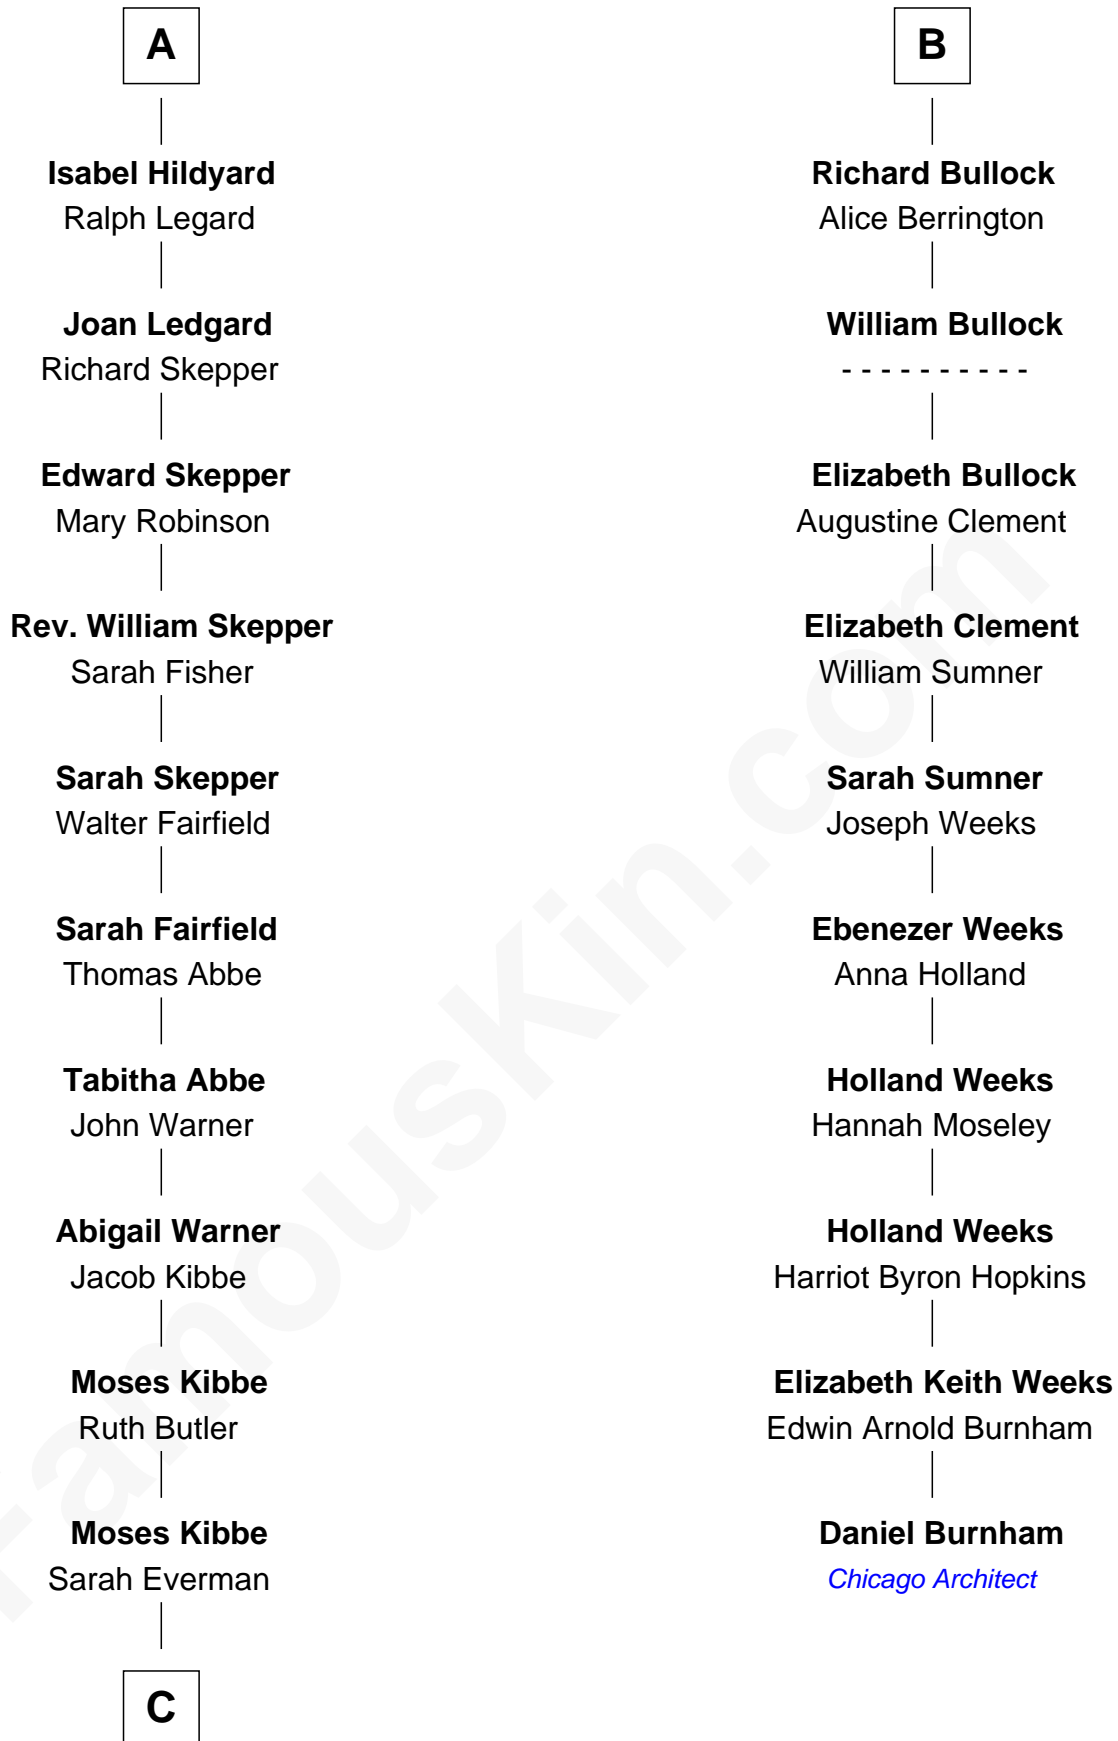 A
Isabel Hildyard
Ralph Legard
Joan Ledgard
Richard Skepper
Edward Skepper
Mary Robinson
Rev. William Skepper
Sarah Fisher
Sarah Skepper
Walter Fairfield
Sarah Fairfield
Thomas Abbe
Tabitha Abbe
John Warner
Abigail Warner
Jacob Kibbe
Moses Kibbe
Ruth Butler
Moses Kibbe
Sarah Everman
C
B
Richard Bullock
Alice Berrington
William Bullock
- - - - - - - - - -
Elizabeth Bullock
Augustine Clement
Elizabeth Clement
William Sumner
Sarah Sumner
Joseph Weeks
Ebenezer Weeks
Anna Holland
Holland Weeks
Hannah Moseley
Holland Weeks
Harriot Byron Hopkins
Elizabeth Keith Weeks
Edwin Arnold Burnham
Daniel Burnham
Chicago Architect
FamousKin.com